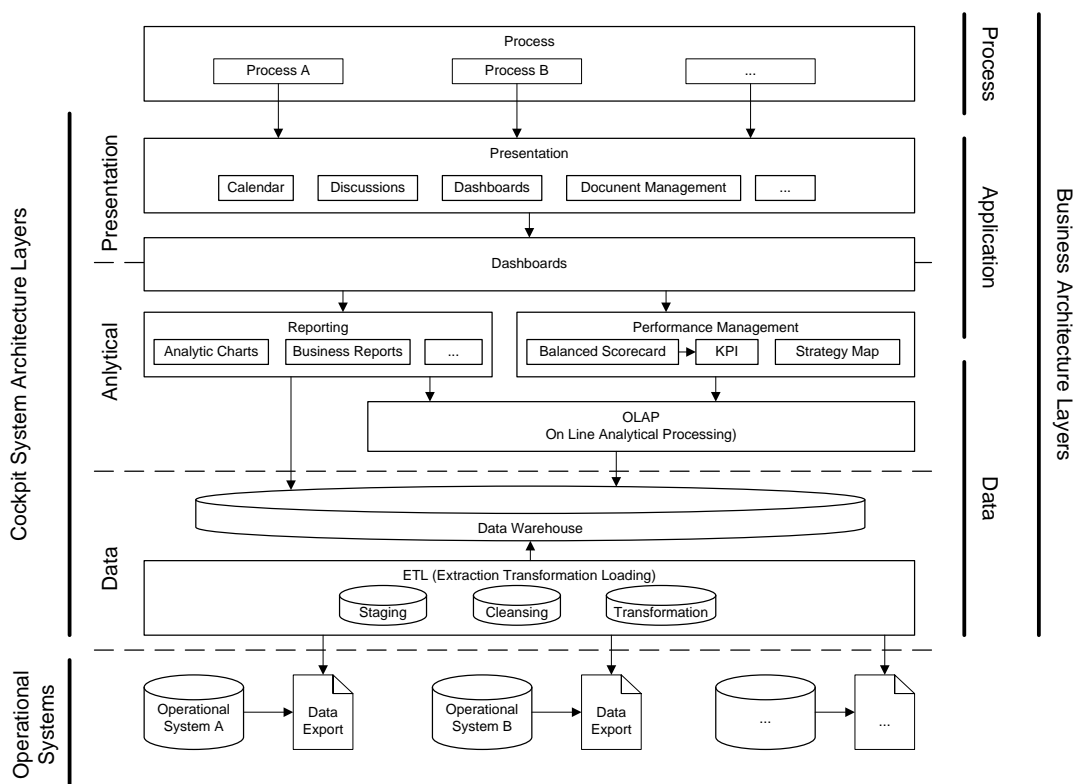 Process
Process A
Process B
...
Presentation
Calendar
Discussions
Dashboards
Document Management
...
Dashboards
Reporting
Analytic Charts
Business Reports
...
Performance Management
Balanced Scorecard
KPI
Strategy Map
OLAP
On Line Analytical Processing)
Data Warehouse
ETL (Extraction Transformation Loading)
Staging
Cleansing
Transformation
Operational
System A
Data
Export
Operational
System B
Data
Export
...
...
Cockpit System Architecture Layers
Presentation
Anlytical
Data
Operational
Systems
Process
Application
Data
Business Architecture Layers